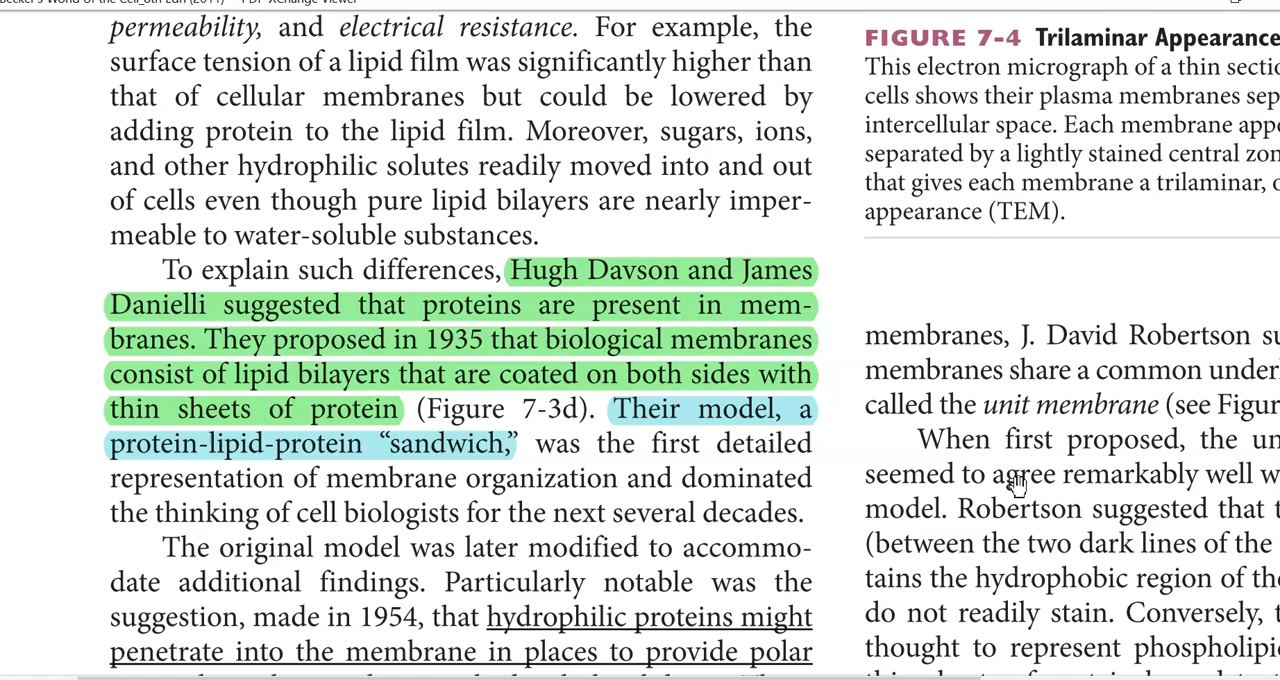 permeability, and electrical resistance. For example, the
surface tension of a lipid film was significantly higher than
that of cellular membranes but could be lowered by
adding protein to the lipid film. Moreover, sugars, ions,
and other hydrophilic solutes readily moved into and out
of cells even though pure lipid bilayers are nearly imper-
meable to water-soluble substances.
To explain such differences, Hugh Davson and James
Danielli suggested that proteins are present in mem-
branes. They proposed in 1935 that biological membranes
consist of lipid bilayers that are coated on both sides with
thin sheets of protein (Figure 7-3d). Their model, a
protein-lipid-protein “sandwich,” was the first detailed
representation of membrane organization and dominated
the thinking of cell biologists for the next several decades.
The original model was later modified to accommo-
date additional findings. Particularly notable was the
suggestion, made in 1954, that hydrophilic proteins might
penetrate into the membrane in places to provide polar
FIGURE 7-4 Trilaminar Appearance
This electron micrograph of a thin
cells shows their plasma membranes
intercellular space. Each membrane
separated by a lightly stained central
that gives each membrane a trilaminar,
appearance (TEM).
membranes, J. David Robertson
membranes share a common
called the unit membrane (see
When first proposed, the
seemed to agree remarkably well
model. Robertson suggested that
(between the two dark lines of the
tains the hydrophobic region of
do not readily stain. Conversely,
thought to represent